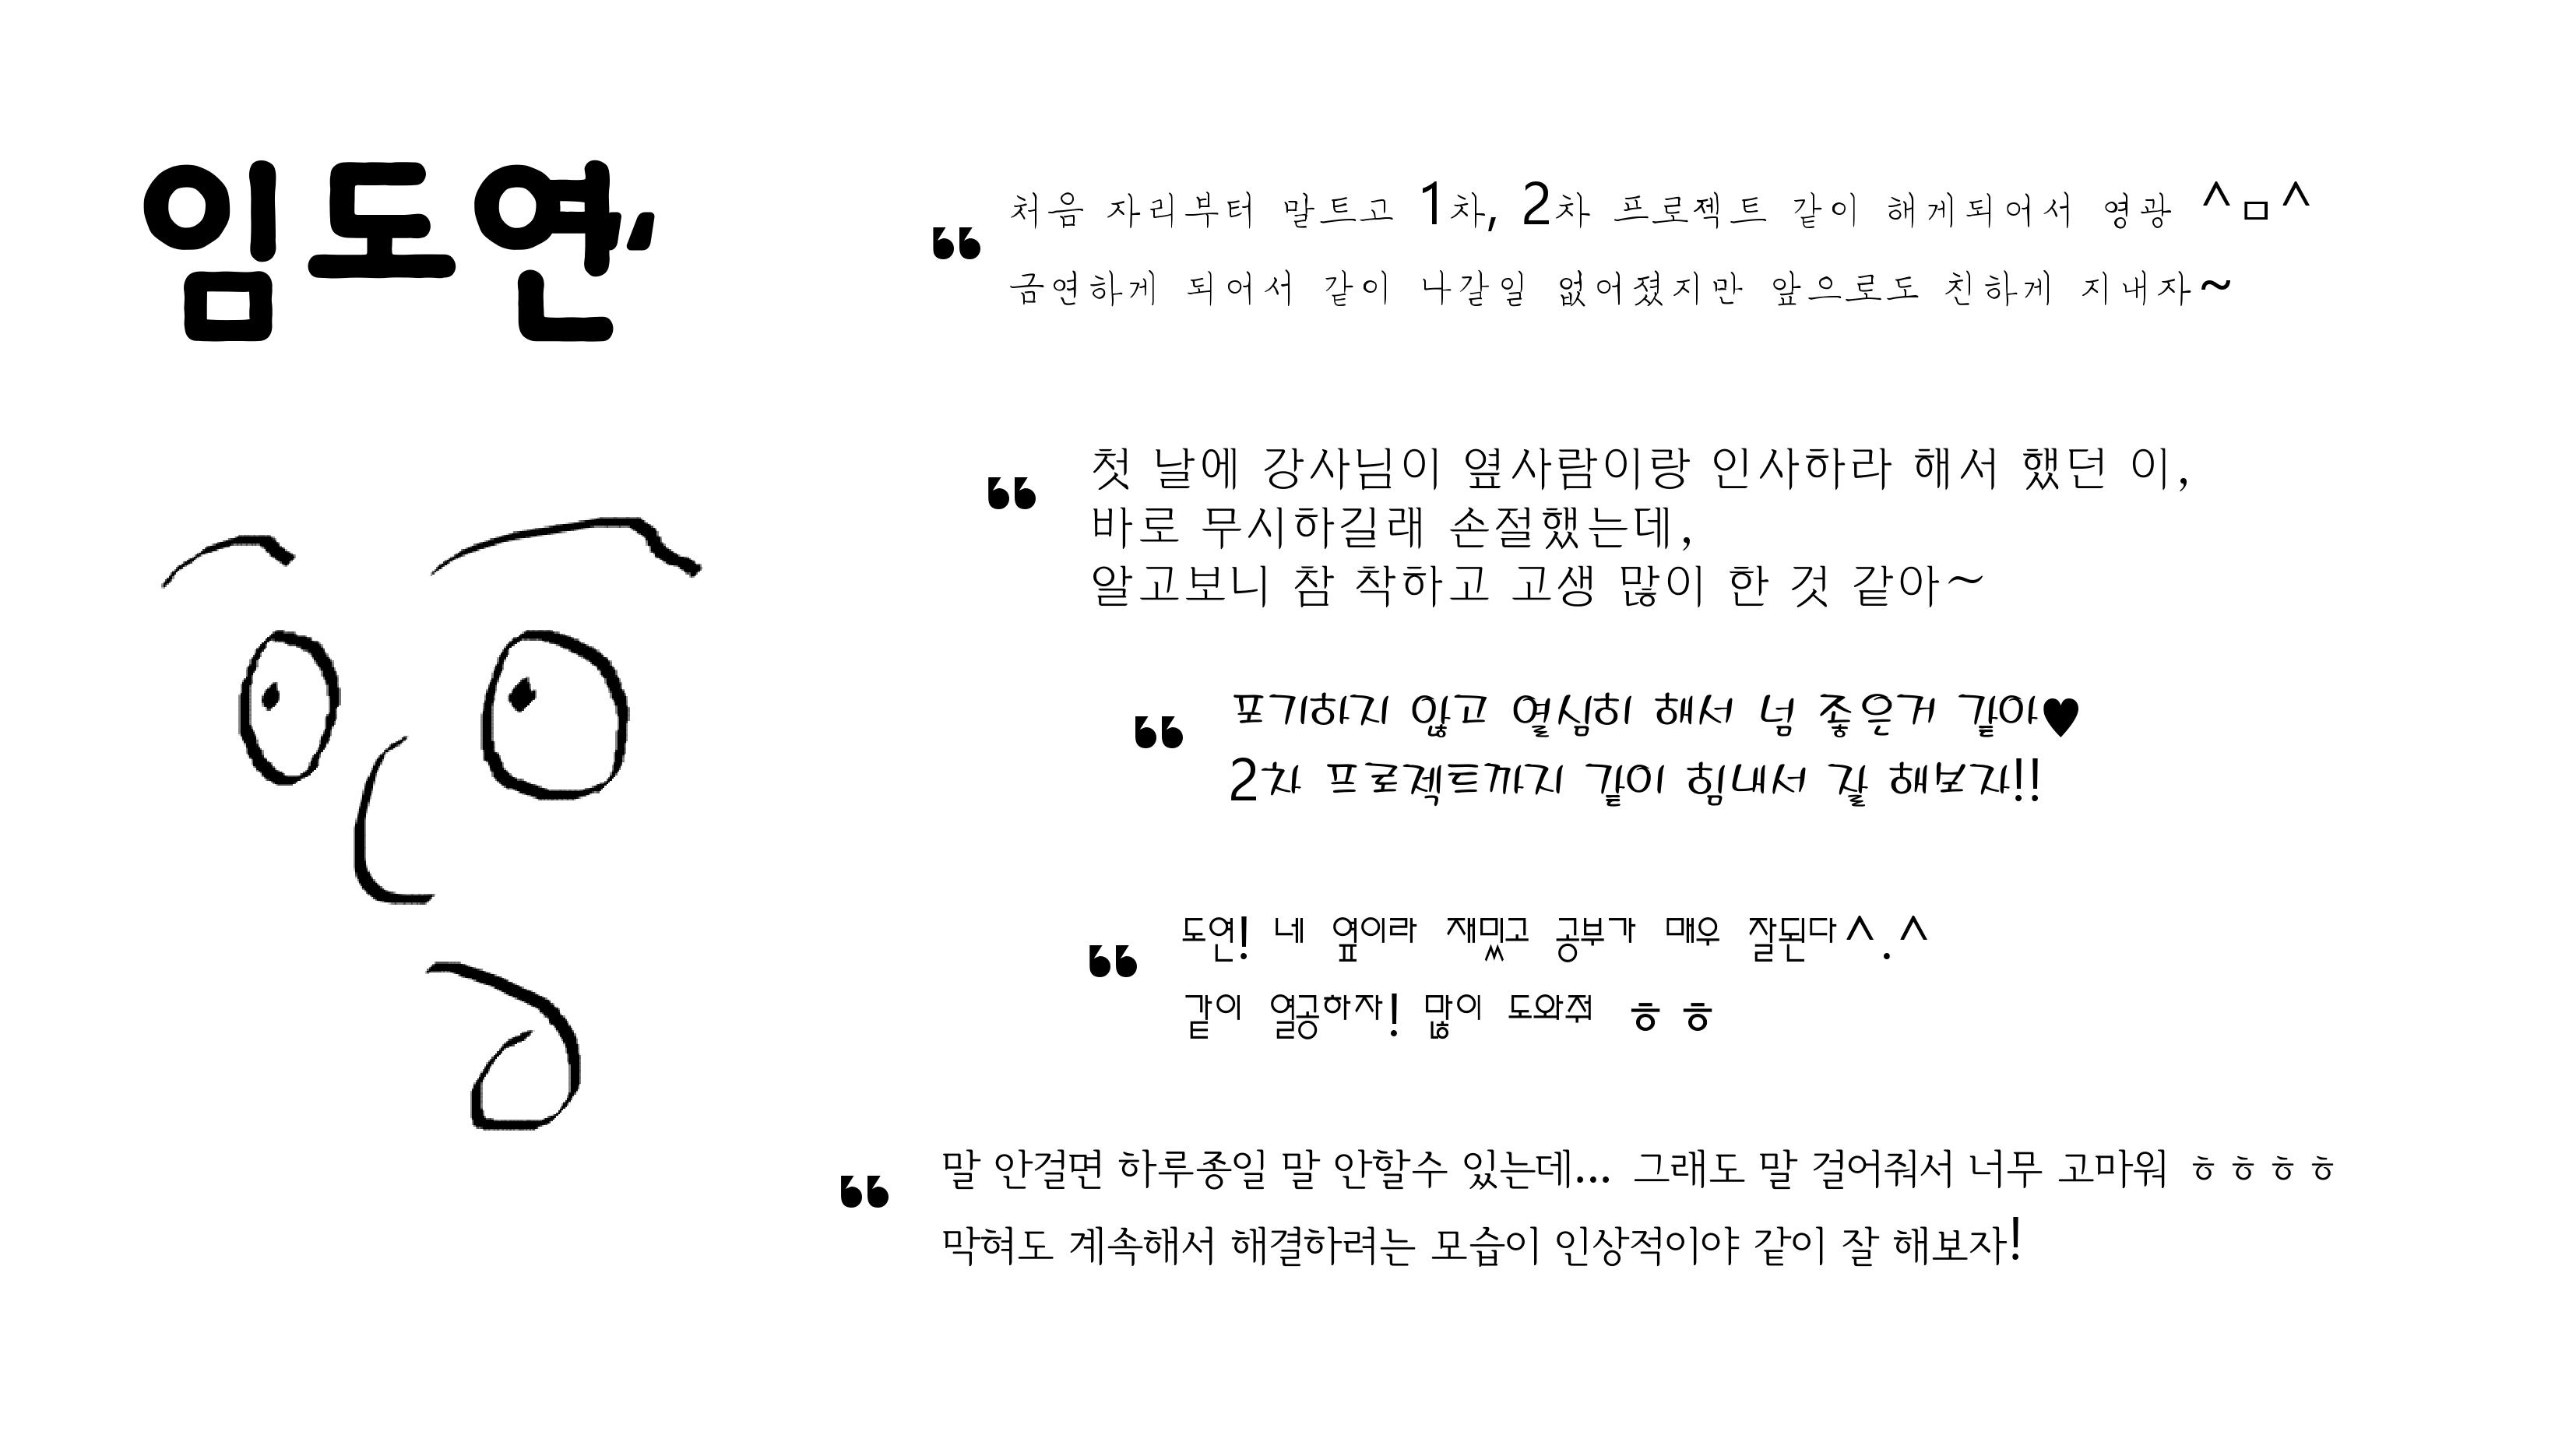 임도연"
“ 처음 자리부터 말트고 1차, 2차 프로젝트 같이 해게되어서 영광 ^ㅁ^
금연하게 되어서 같이 나갈일 없어졌지만 앞으로도 친하게 지내자~
“ 첫 날에 강사님이 옆사람이랑 인사하라 해서 했던 이,
바로 무시하길래 손절했는데,
알고보니 참 착하고 고생 많이 한 것 같아~
“ 포기하지 않고 열심히 해서 넘 좋은거 같아♥
2차 프로젝트까지 같이 힘내서 잘 해보자!!
“ 도연! 네 옆이라 재밌고 공부가 매우 잘된다^.^
같이 열공하자! 많이 도와줘 ㅎㅎ
“ 말 안걸면 하루종일 말 안할수 있는데... 그래도 말 걸어줘서 너무 고마워 ㅎㅎㅎㅎ
막혀도 계속해서 해결하려는 모습이 인상적이야 같이 잘 해보자!